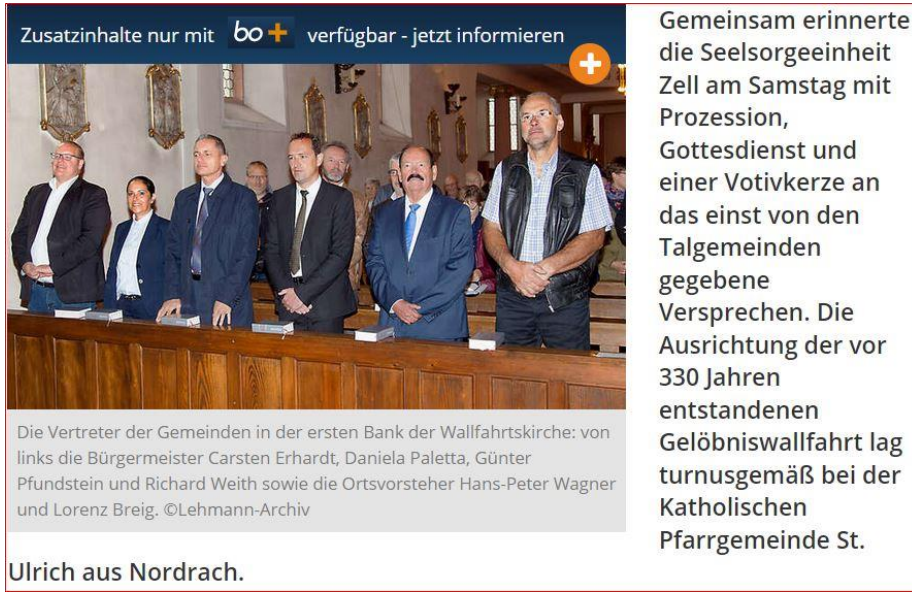 Zusatzinhalte nur mit bo+ verfügbar - jetzt informieren
Die Vertreter der Gemeinden in der ersten Bank der Wallfahrtskirche: von
links die Bürgermeister Carsten Erhardt, Daniela Paletta, Günter
Pfundstein und Richard Weith sowie die Ortsvorsteher Hans-Peter Wagner
und Lorenz Breig. ©Lehmann-Archiv
Gemeinsam erinnerte
die Seelsorgeeinheit
Zell am Samstag mit
Prozession,
Gottesdienst und
einer Votivkerze an
das einst von den
Talgemeinden
gegebene
Versprechen. Die
Ausrichtung der vor
330 Jahren
entstandenen
Gelöbniswallfahrt lag
turnusgemäß bei der
Katholischen
Pfarrgemeinde St.
Ulrich aus Nordrach.